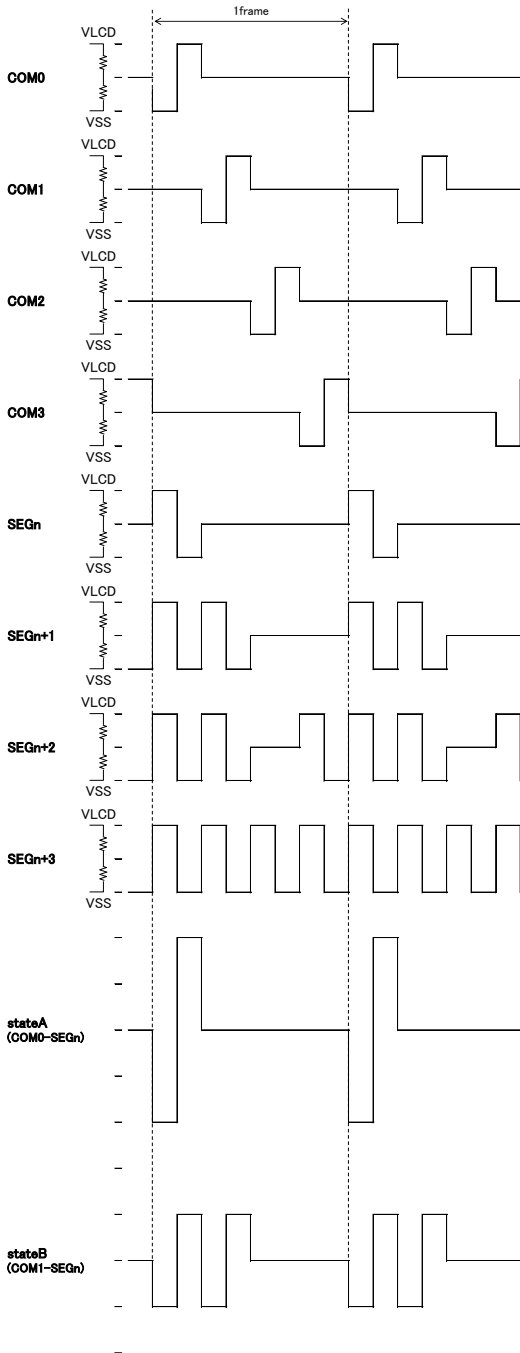 1frame
VLCD
COM0
VSS
VLCD
COM1
VSS
VLCD
COM2
VSS
VLCD
COM3
VSS
VLCD
SEGn
VSS
VLCD
SEGn+1
VSS
VLCD
SEGn+2
VSS
VLCD
SEGn+3
VSS
stateA
(COM0-SEGn)
stateB
(COM1-SEGn)